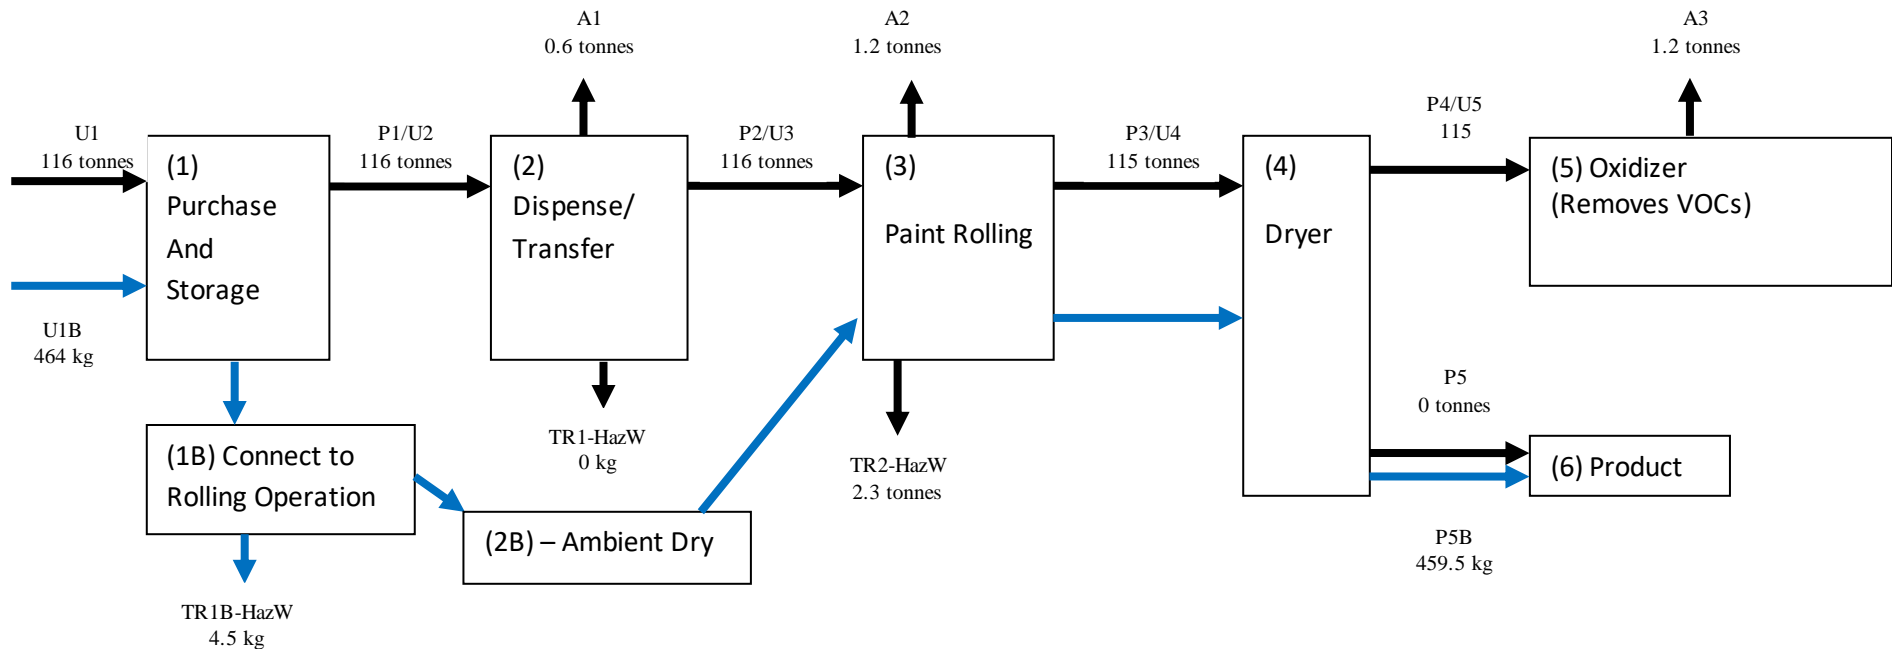 A1
0.6 tonnes
A2
1.2 tonnes
A3
1.2 tonnes
U1
116 tonnes
P1/U2
116 tonnes
P2/U3
116 tonnes
P3/U4
115 tonnes
P4/U5
115
(1)
Purchase
And
Storage
(2)
Dispense/
Transfer
(3)
Paint Rolling
(4)
Dryer
(5) Oxidizer
(Removes VOCs)
U1B
464 kg
TR1-HazW
0 kg
TR2-HazW
2.3 tonnes
P5
0 tonnes
(1B) Connect to
Rolling Operation
(2B) – Ambient Dry
(6) Product
P5B
459.5 kg
TR1B-HazW
4.5 kg